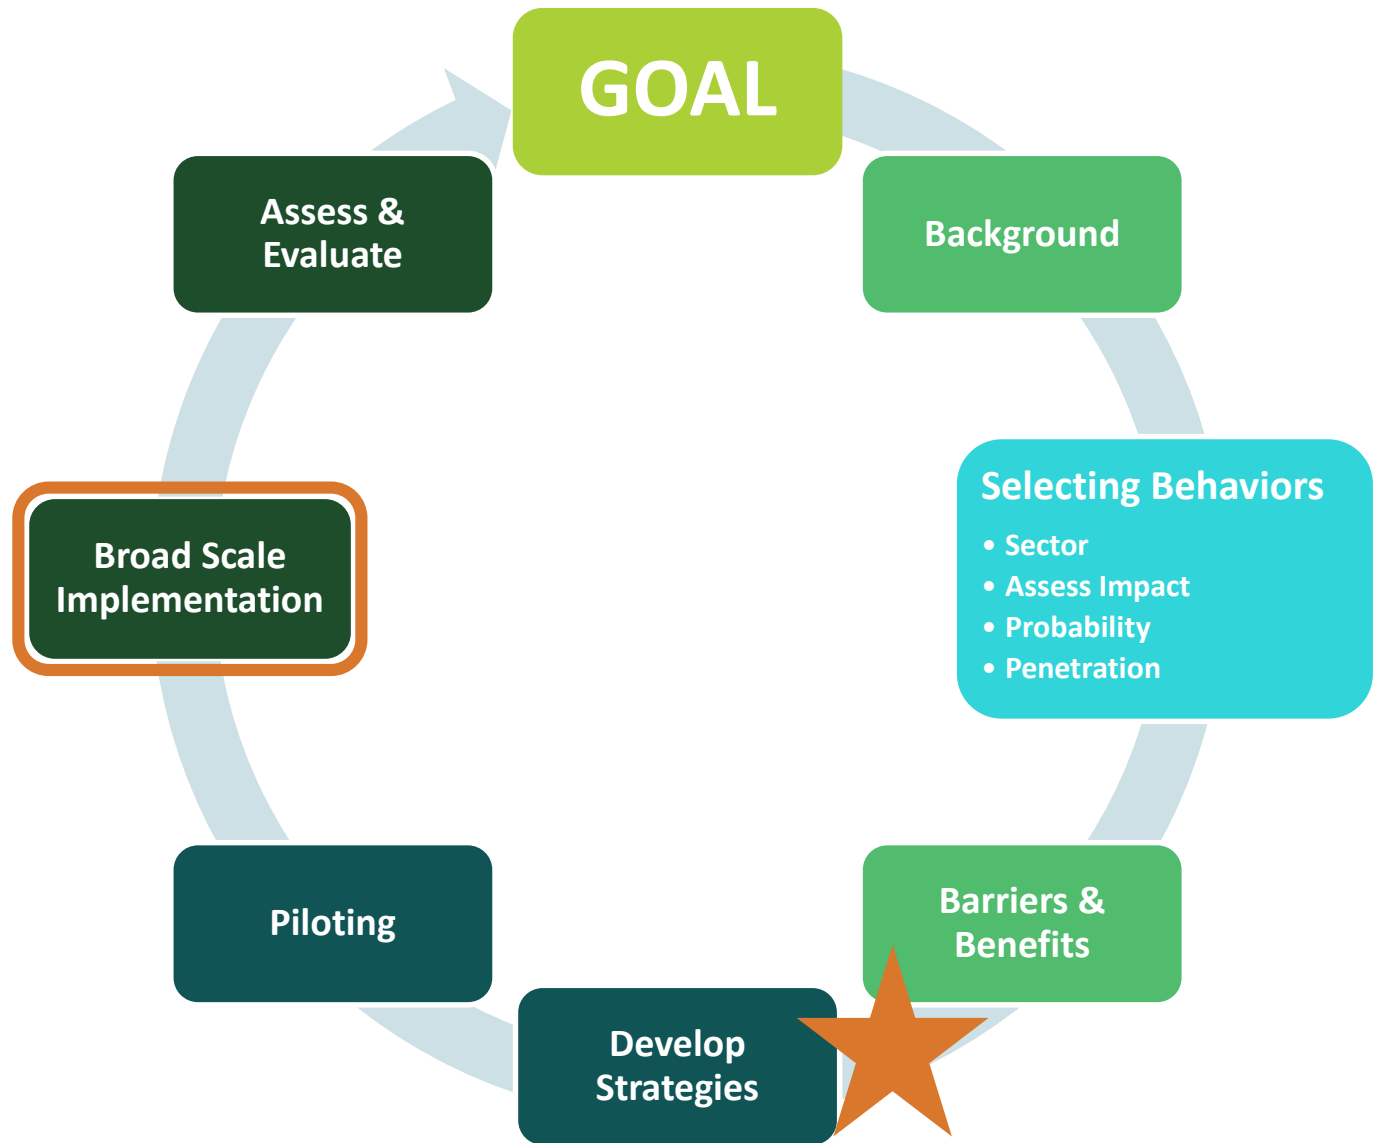 GOAL
Background
Selecting Behaviors
• Sector
• Assess Impact
• Probability
• Penetration
Barriers &
Benefits
Develop
Strategies
Piloting
Broad Scale
Implementation
Assess &
Evaluate